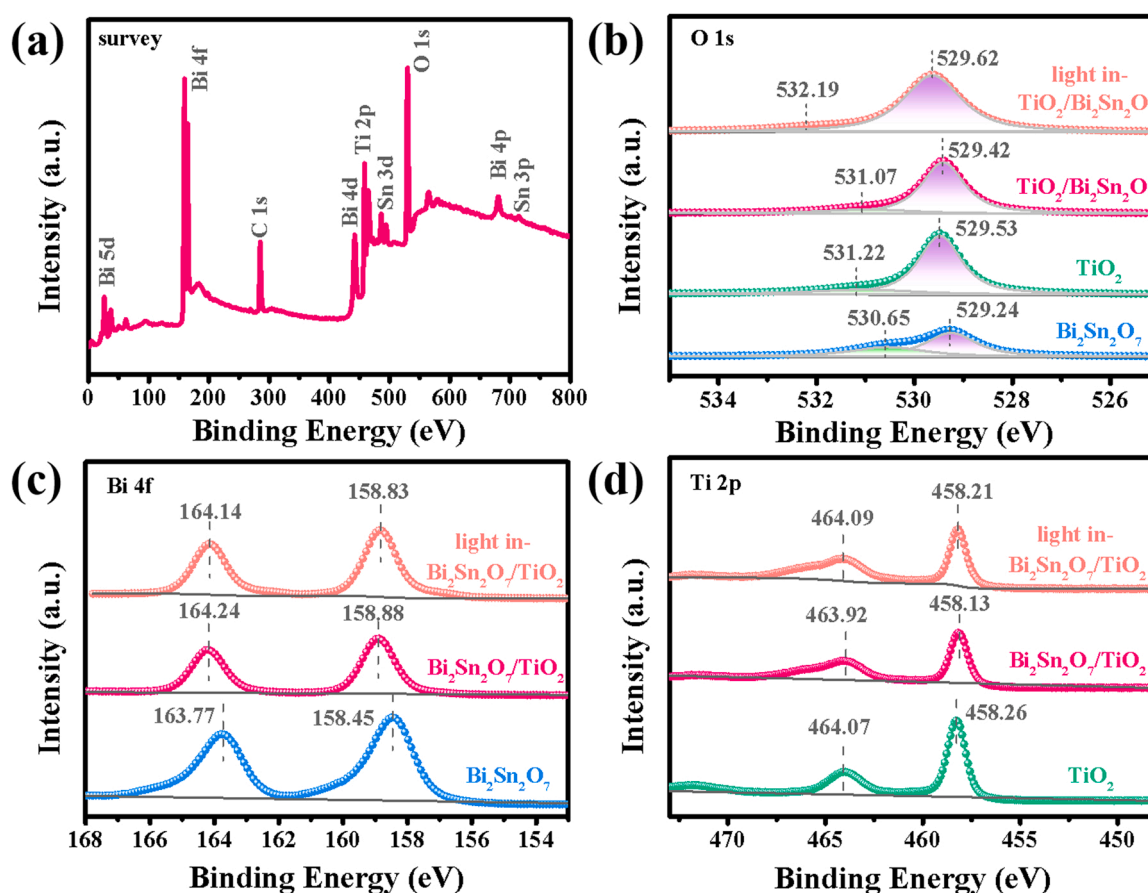 (a)
survey
Bi 5d
Bi 4f
C 1s
Bi 4d
Ti 2p
Sn 3d
O 1s
Bi 4p
Sn 3p
Intensity (a.u.)
0 100 200 300 400 500 600 700 800
Binding Energy (eV)
(b)
O 1s
532.19
529.62
light in-
TiO₂/Bi₂Sn₂O
531.07
529.42
TiO₂/Bi₂Sn₂O
531.22
529.53
TiO₂
530.65
529.24
Bi₂Sn₂O₇
Intensity (a.u.)
534 532 530 528 526
Binding Energy (eV)
(c)
Bi 4f
164.14
158.83
light in-
Bi₂Sn₂O₇/TiO₂
164.24
158.88
Bi₂Sn₂O₇/TiO₂
163.77
158.45
Bi₂Sn₂O₇
Intensity (a.u.)
168 166 164 162 160 158 156 154
Binding Energy (eV)
(d)
Ti 2p
464.09
458.21
light in-
Bi₂Sn₂O₇/TiO₂
463.92
458.13
Bi₂Sn₂O₇/TiO₂
464.07
458.26
TiO₂
Intensity (a.u.)
470 465 460 455 450
Binding Energy (eV)